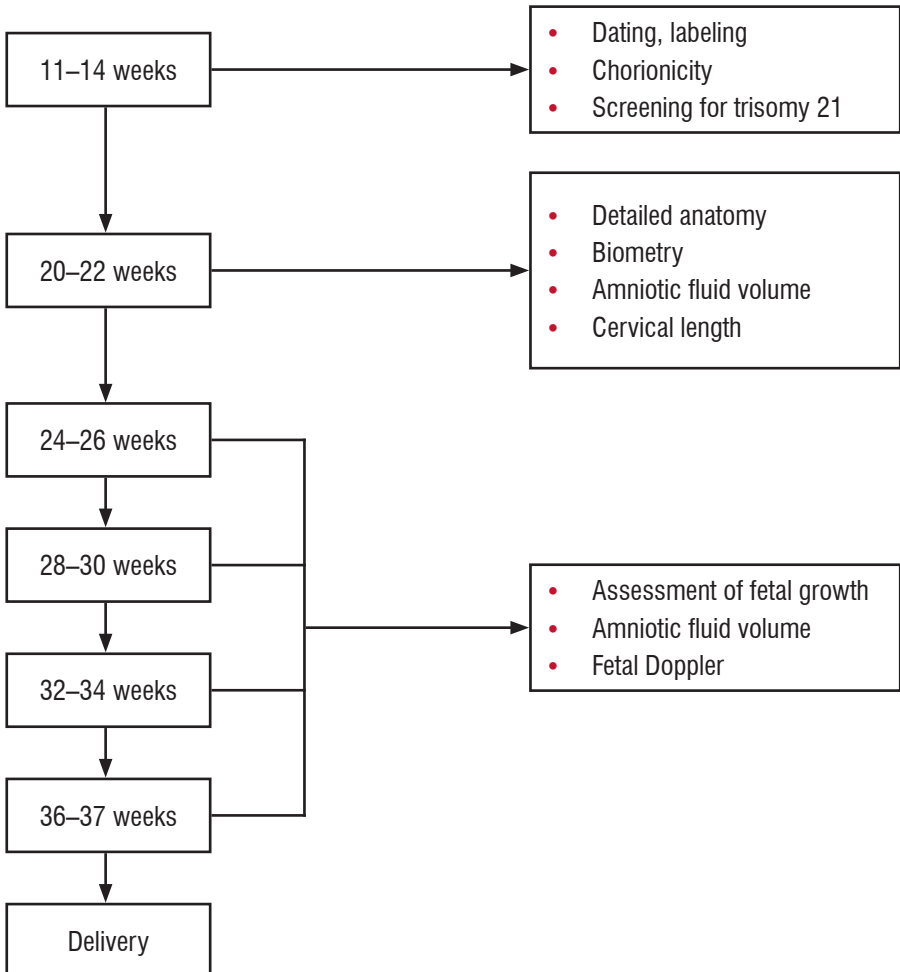 11–14 weeks
• Dating, labeling
• Chorionicity
• Screening for trisomy 21
20–22 weeks
• Detailed anatomy
• Biometry
• Amniotic fluid volume
• Cervical length
24–26 weeks
28–30 weeks
32–34 weeks
36–37 weeks
• Assessment of fetal growth
• Amniotic fluid volume
• Fetal Doppler
Delivery